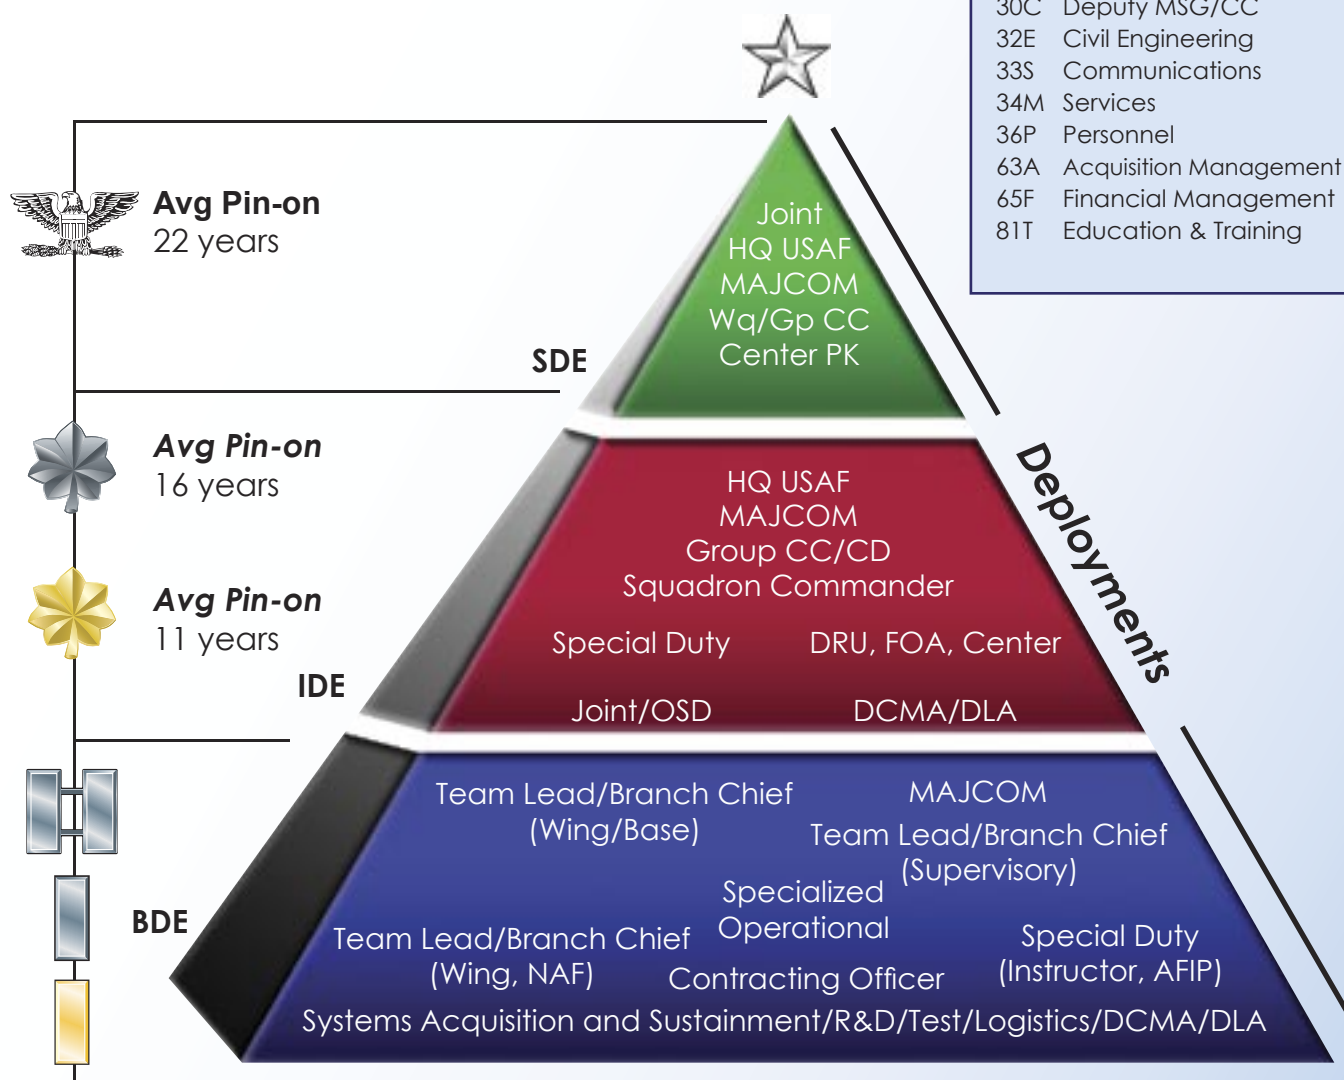 30C Deputy MSG/CC
32E Civil Engineering
33S Communications
34M Services
36P Personnel
63A Acquisition Management
65F Financial Management
81T Education & Training
Avg Pin-on
22 years
SDE
Avg Pin-on
16 years
Avg Pin-on
11 years
IDE
BDE
Joint
HQ USAF
MAJCOM
Wq/Gp CC
Center PK
HQ USAF
MAJCOM
Group CC/CD
Squadron Commander
Special Duty
DRU, FOA, Center
Joint/OSD
DCMA/DLA
Deployments
Team Lead/Branch Chief
(Wing/Base)
MAJCOM
Team Lead/Branch Chief
(Supervisory)
Specialized
Operational
Team Lead/Branch Chief
(Wing, NAF)
Contracting Officer
Special Duty
(Instructor, AFIP)
Systems Acquisition and Sustainment/R&D/Test/Logistics/DCMA/DLA